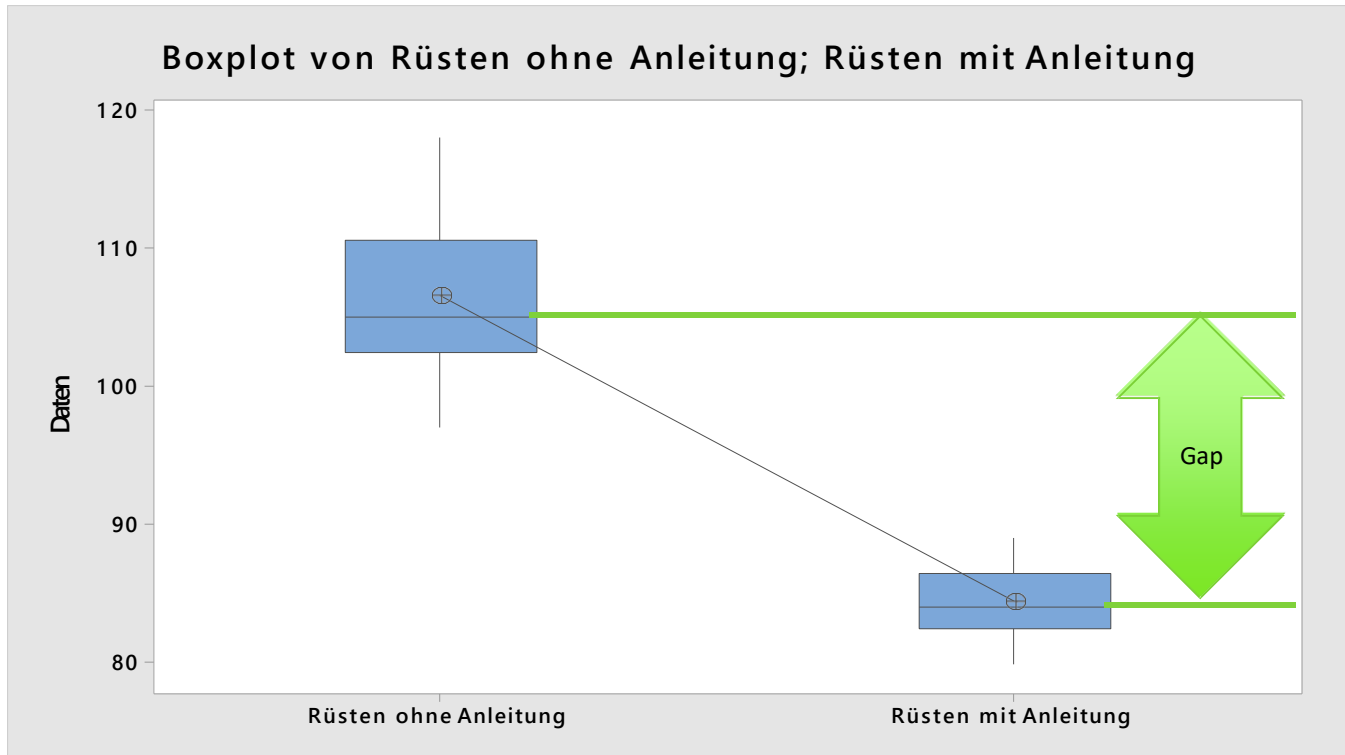 Boxplot von Rüsten ohne Anleitung; Rüsten mit Anleitung
120
110
100
90
80
Daten
Gap
Rüsten ohne Anleitung
Rüsten mit Anleitung